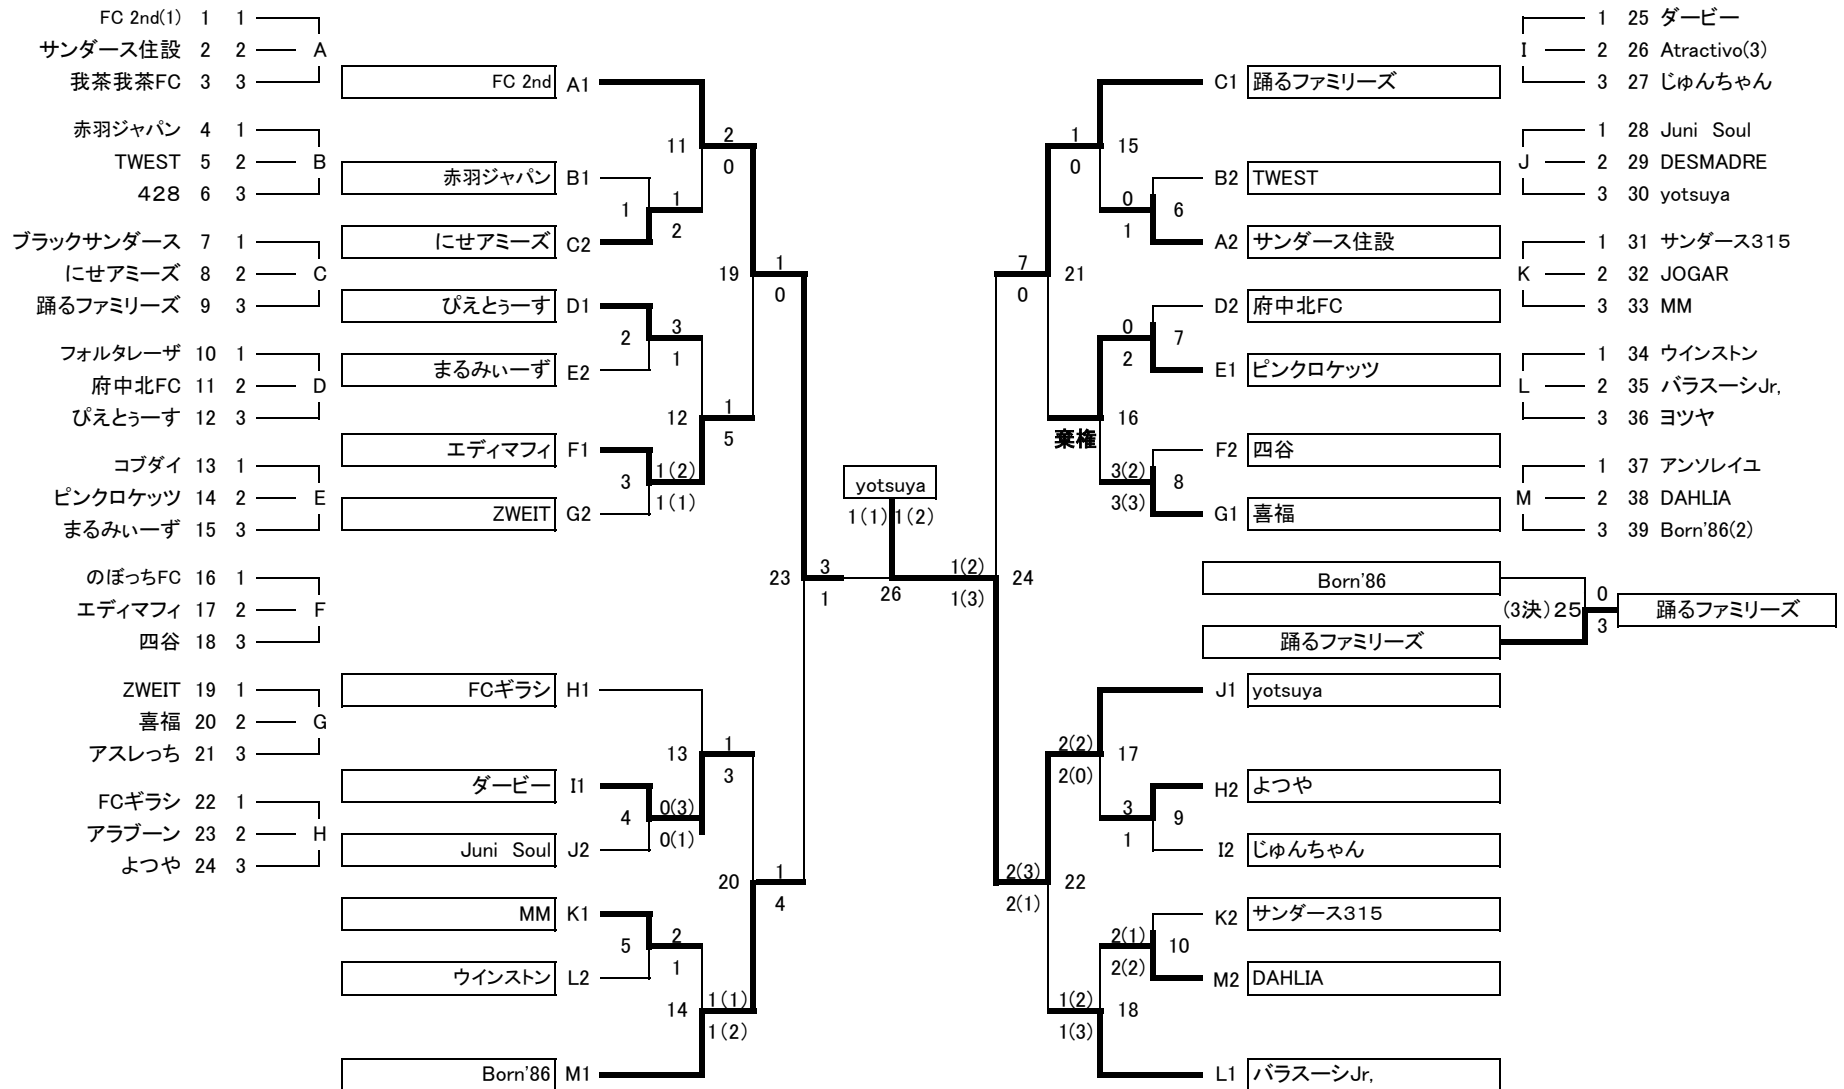 FC 2nd(1) 1 1
サンダース住設 2 2 A
我茶我茶FC 3 3
赤羽ジャパン 4 1
TWEST 5 2 B
428 6 3
ブラックサンダース 7 1
にせアミーズ 8 2 C
踊るファミリーズ 9 3
フォルタレーザ 10 1
府中北FC 11 2 D
ぴえとぅーす 12 3
コブダイ 13 1
ピンクロケッツ 14 2 E
まるみぃーず 15 3
のぼっちFC 16 1
エディマフィ 17 2 F
四谷 18 3
ZWEIT 19 1
喜福 20 2 G
アスレっち 21 3
FCギラシ 22 1
アラブーン 23 2 H
よつや 24 3
FC 2nd A1
11
2
0
赤羽ジャパン B1
1
1
2
にせアミーズ C2
19
1
0
ぴえとぅーす D1
2
3
1
まるみぃーず E2
12
1
5
エディマフィ F1
3
1(2)
1(1)
ZWEIT G2
23
3
1
FCギラシ H1
13
1
3
ダービー I1
4
0(3)
0(1)
Juni Soul J2
20
1
4
MM K1
5
2
1
ウインストン L2
14
1(1)
1(2)
Born'86 M1
yotsuya
1(1) 1(2)
26
C1 踊るファミリーズ
1
0
15
B2 TWEST
0
1
6
A2 サンダース住設
7
0
21
D2 府中北FC
0
2
7
E1 ピンクロケッツ
16
棄権
F2 四谷
3(2)
3(3)
8
G1 喜福
1(2)
1(3)
24
Born'86
(3決)25
0
3
踊るファミリーズ
踊るファミリーズ
J1 yotsuya
2(2)
2(0)
17
H2 よつや
3
1
9
I2 じゅんちゃん
2(3)
2(1)
22
K2 サンダース315
2(1)
2(2)
10
M2 DAHLIA
1(2)
1(3)
18
L1 バラスーシJr,
1 25 ダービー
I 2 26 Atractivo(3)
3 27 じゅんちゃん
1 28 Juni Soul
J 2 29 DESMADRE
3 30 yotsuya
1 31 サンダース315
K 2 32 JOGAR
3 33 MM
1 34 ウインストン
L 2 35 バラスーシJr,
3 36 ヨツヤ
1 37 アンソレイユ
M 2 38 DAHLIA
3 39 Born'86(2)